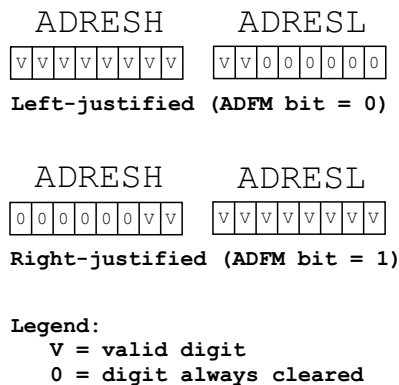 ADRESH ADRESL
V V V V V V V V V V 0 0 0 0 0 0
Left-justified (ADFM bit = 0)
ADRESH ADRESL
0 0 0 0 0 0 V V V V V V V V V V
Right-justified (ADFM bit = 1)
Legend:
V = valid digit
0 = digit always cleared